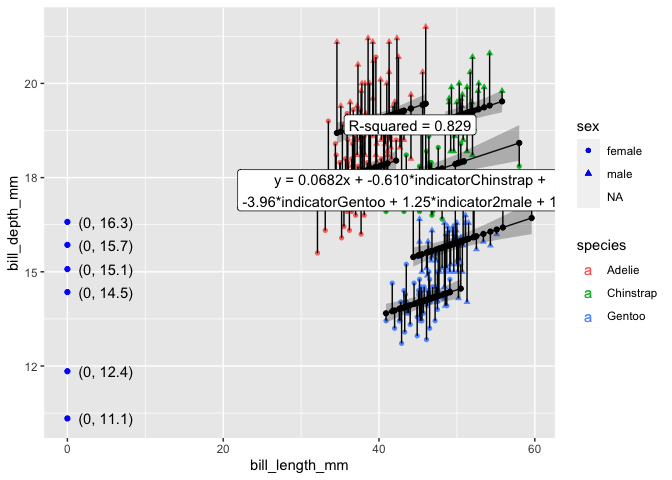 20
18
15
12
bill_depth_mm
R-squared = 0.829
y = 0.0682x + -0.610*indicatorChinstrap +
-3.96*indicatorGentoo + 1.25*indicator2male + 1
(0, 16.3)
(0, 15.7)
(0, 15.1)
(0, 14.5)
(0, 12.4)
(0, 11.1)
0
20
40
60
bill_length_mm
sex
female
male
NA
species
a Adelie
a Chinstrap
a Gentoo